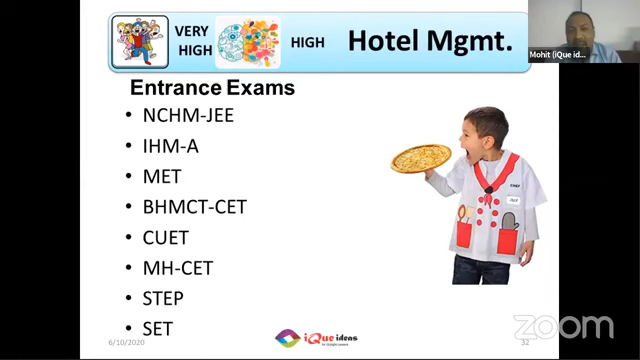 VERY
HIGH
HIGH
Hotel Mgmt.
Mohit (iQue id...
Entrance Exams
• NCHM-JEE
• IHM-A
• MET
• BHMCT-CET
• CUET
• MH-CET
• STEP
• SET
CHEF
6/10/2020
iQue ideas
32
zoom